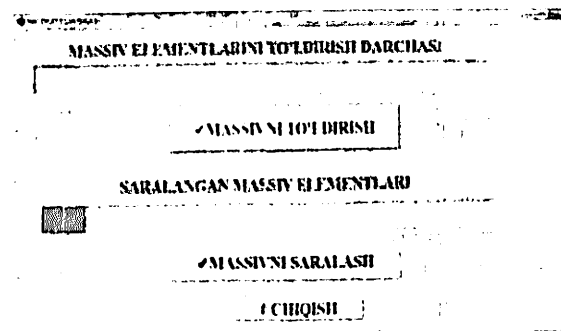 MASSIV ELEMENTLARINI TO'LDIRISH DARCHASI
✔MASSIVNI TO'LDIRISH
SARALANGAN MASSIV ELEMENTLARI
✔MASSIVNI SARALASH
CHIQISH